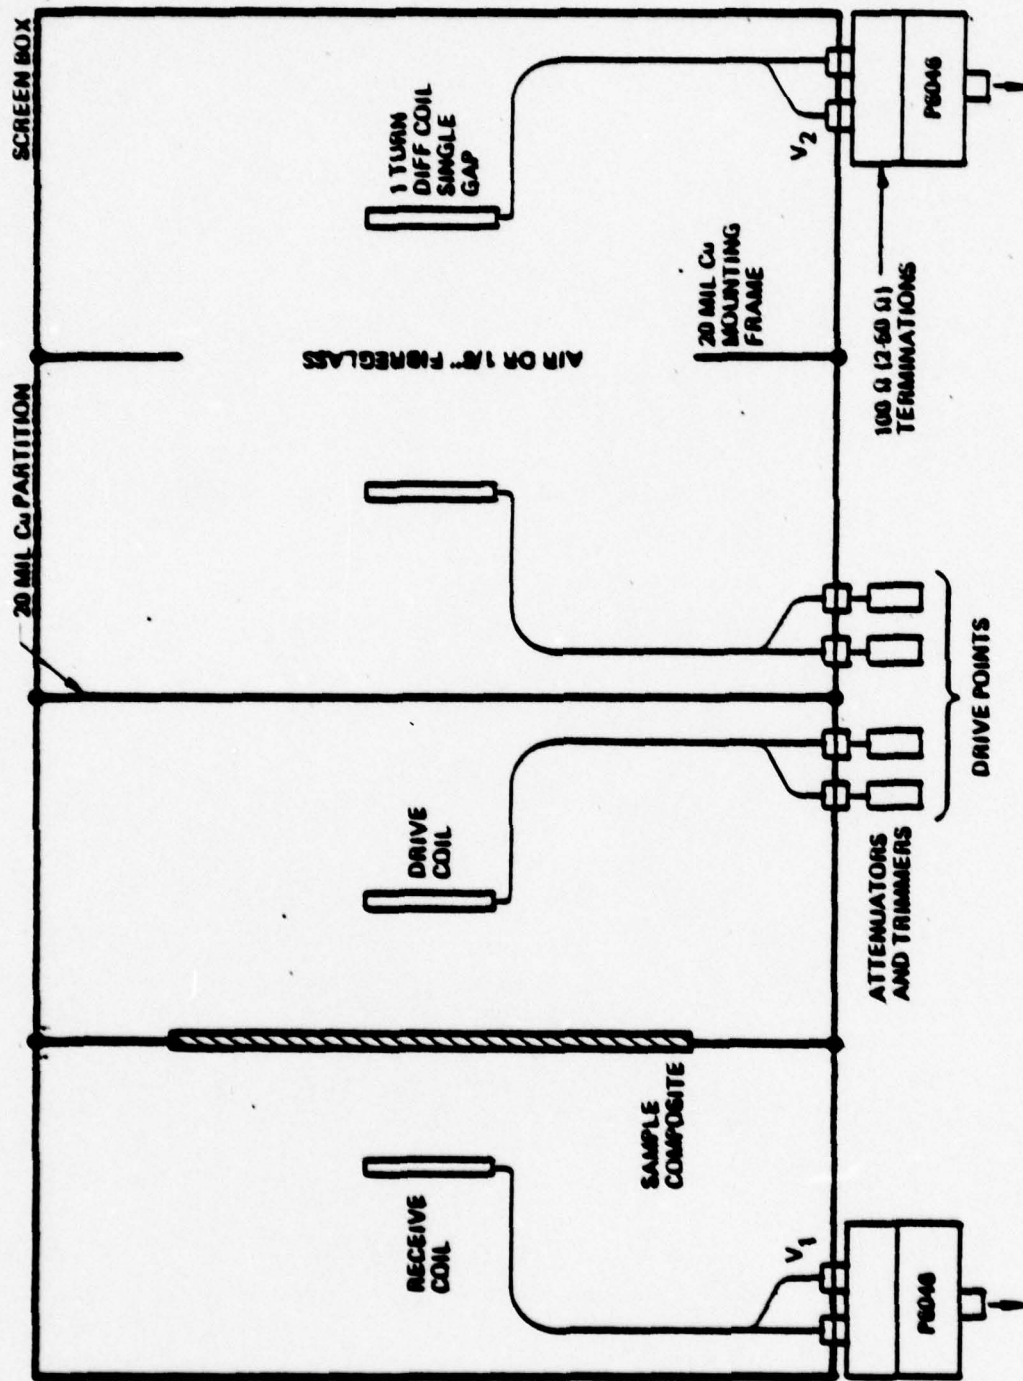 SCREEN BOX
20 MIL Cu PARTITION
1 TURN
DIFF COIL
SINGLE
GAP
AIR OR 1/8" FIBREGLASS
20 MIL Cu
MOUNTING
FRAME
V2
P6046
100 Ω (2-50 Ω)
TERMINATIONS
DRIVE
COIL
DRIVE POINTS
ATTENUATORS
AND TRIMMERS
SAMPLE
COMPOSITE
RECEIVE
COIL
V1
P6046